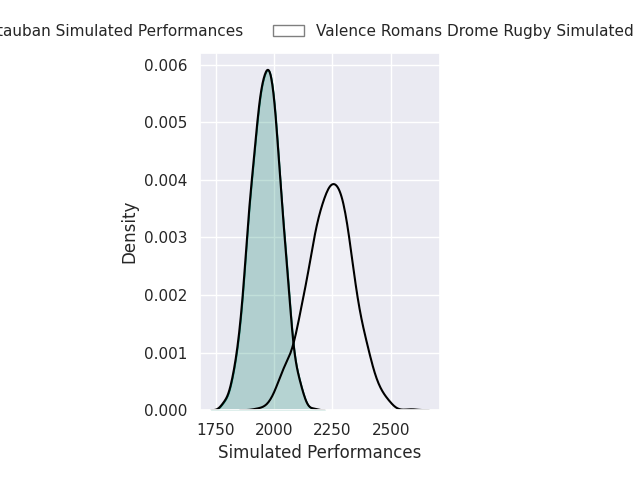 tauban Simulated Performances
Valence Romans Drome Rugby Simulated
0.006
0.005
0.004
0.003
0.002
0.001
0.000
Density
1750 2000 2250 2500
Simulated Performances